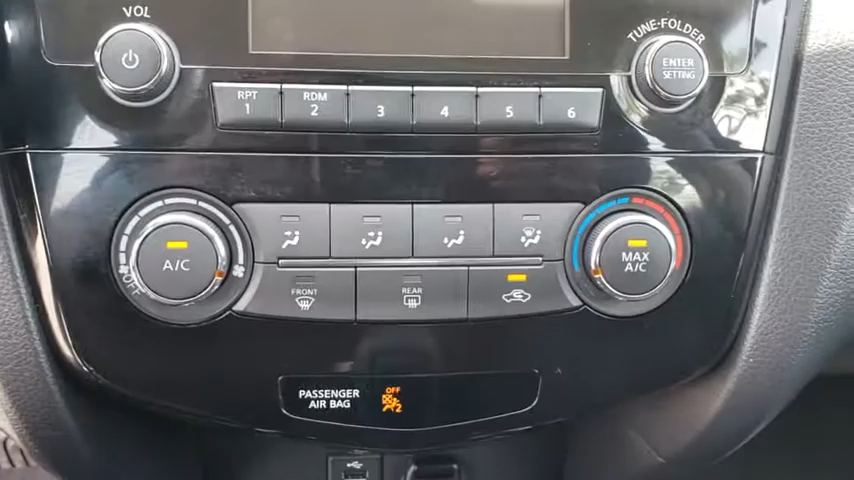 VOL
TUNE·FOLDER
ENTER
SETTING
RPT
1
RDM
2
3
4
5
6
A/C
OFF
FRONT
REAR
MAX
A/C
PASSENGER
AIR BAG
OFF
2